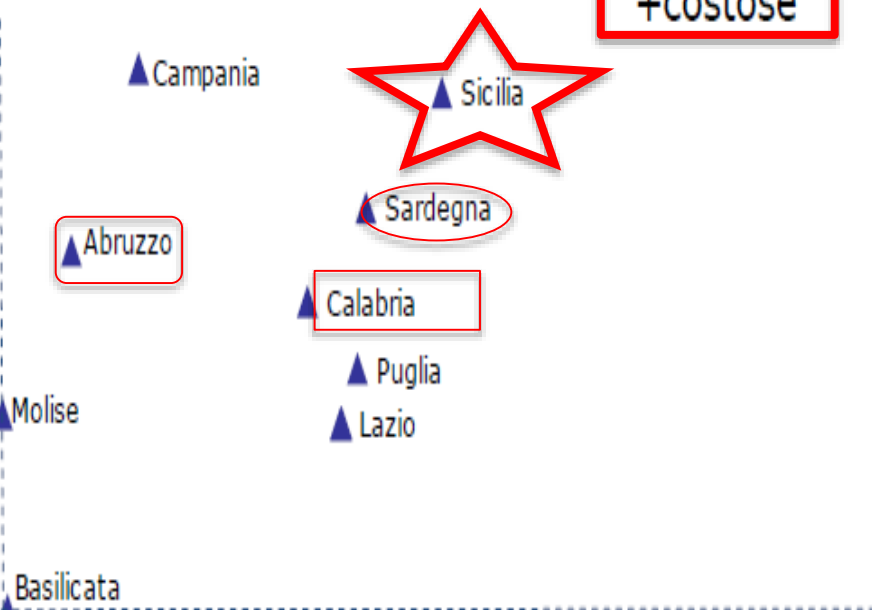 +costose
Campania
Sicilia
Sardegna
Abruzzo
Calabria
Puglia
Molise
Lazio
Basilicata